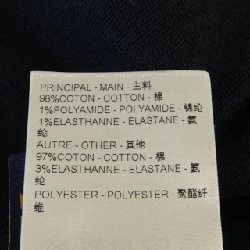 PRINCIPAL - MAIN - 主料
98%COTON - COTTON - 棉
1%POLYAMIDE - POLYAMIDE - 锦纶
1%ELASTHANNE - ELASTANE - 氨纶
AUTRE - OTHER - 其他
97%COTON - COTTON - 棉
3%ELASTHANNE - ELASTANE - 氨纶
POLYESTER - POLYESTER - 聚酯纤维